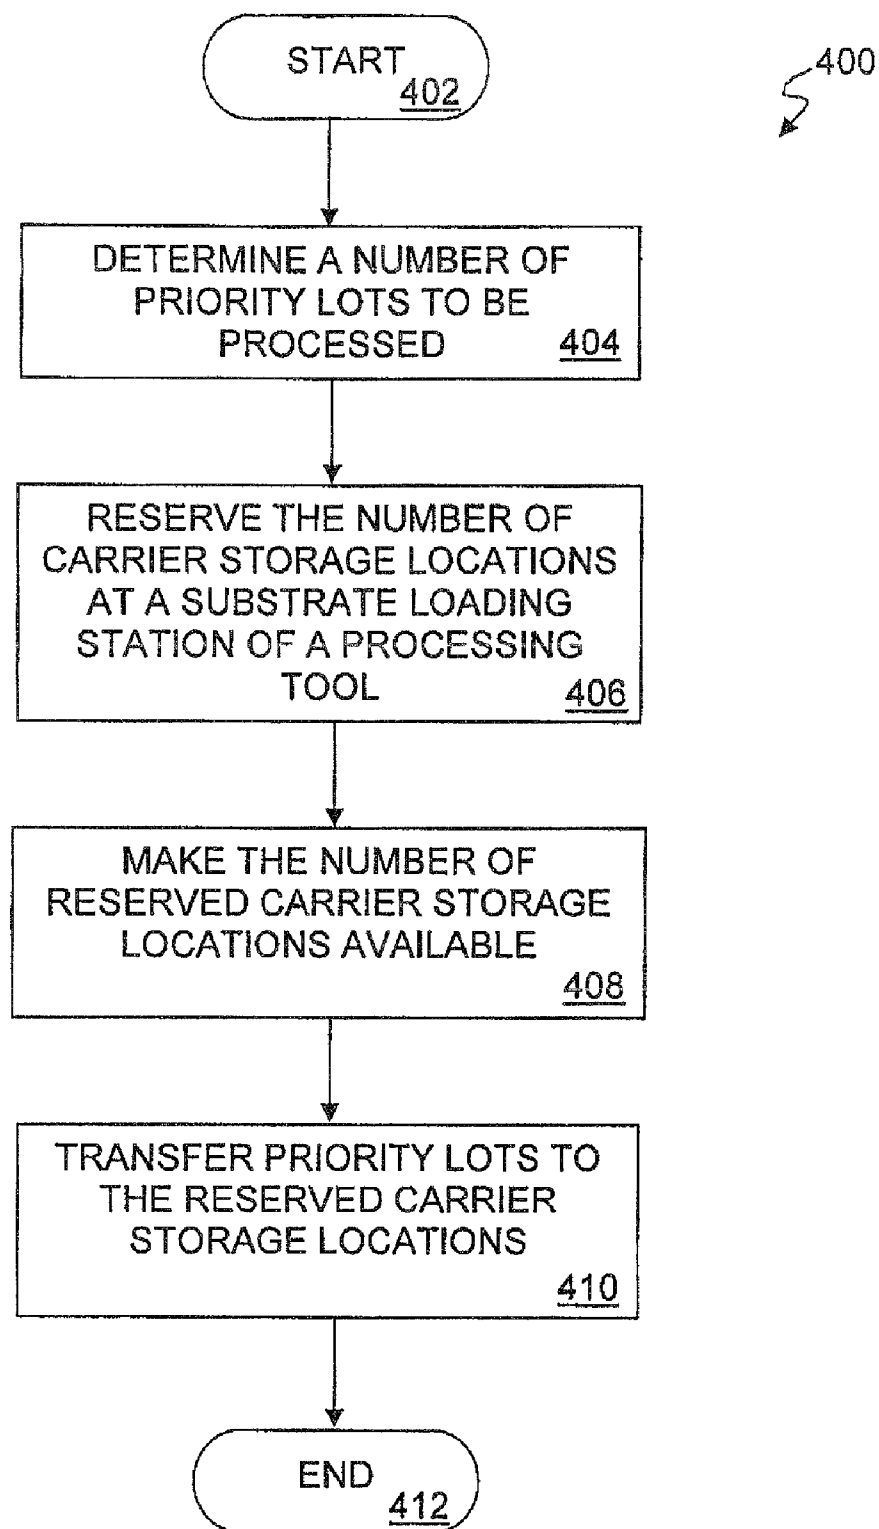 START
402
400
DETERMINE A NUMBER OF
PRIORITY LOTS TO BE
PROCESSED
404
RESERVE THE NUMBER OF
CARRIER STORAGE LOCATIONS
AT A SUBSTRATE LOADING
STATION OF A PROCESSING
TOOL
406
MAKE THE NUMBER OF
RESERVED CARRIER STORAGE
LOCATIONS AVAILABLE
408
TRANSFER PRIORITY LOTS TO
THE RESERVED CARRIER
STORAGE LOCATIONS
410
END
412